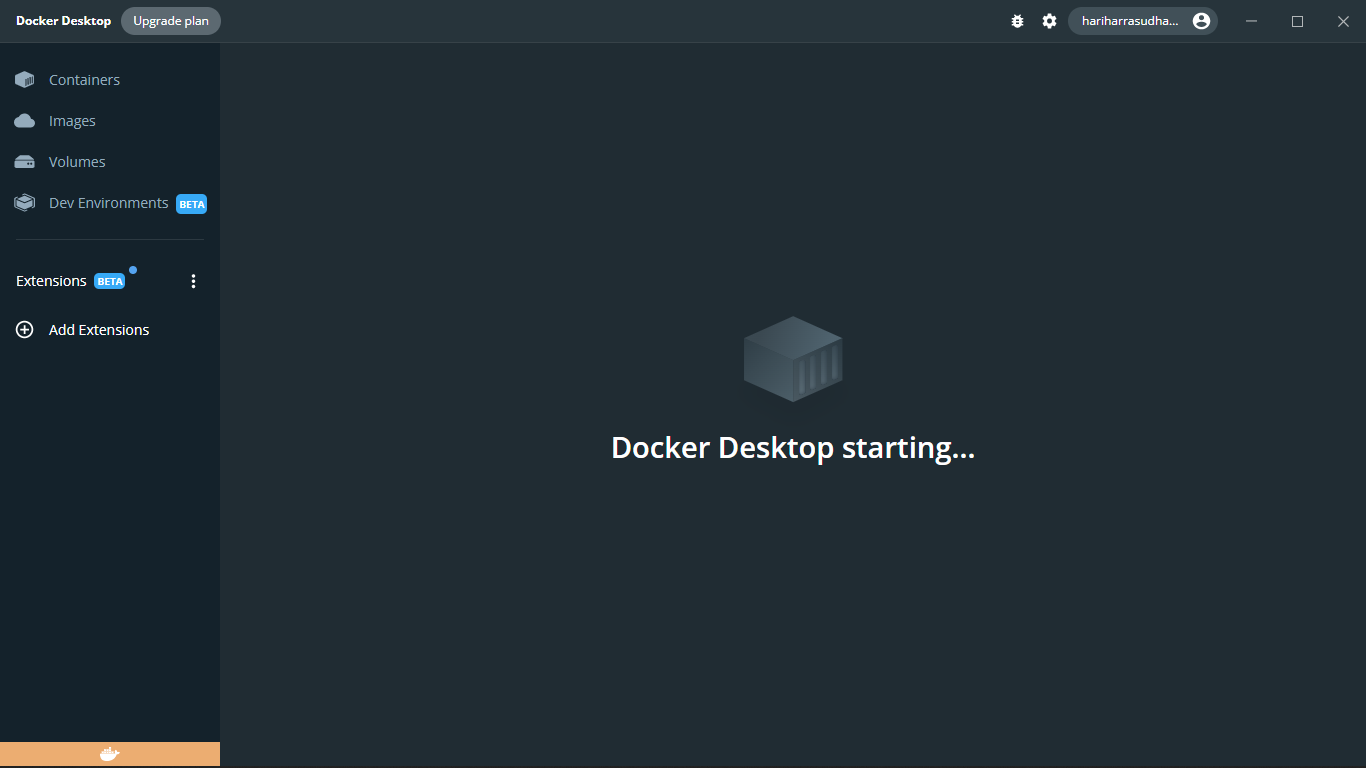 Docker Desktop Upgrade plan hariharrasudha...
Containers
Images
Volumes
Dev Environments BETA
Extensions BETA
Add Extensions
Docker Desktop starting...